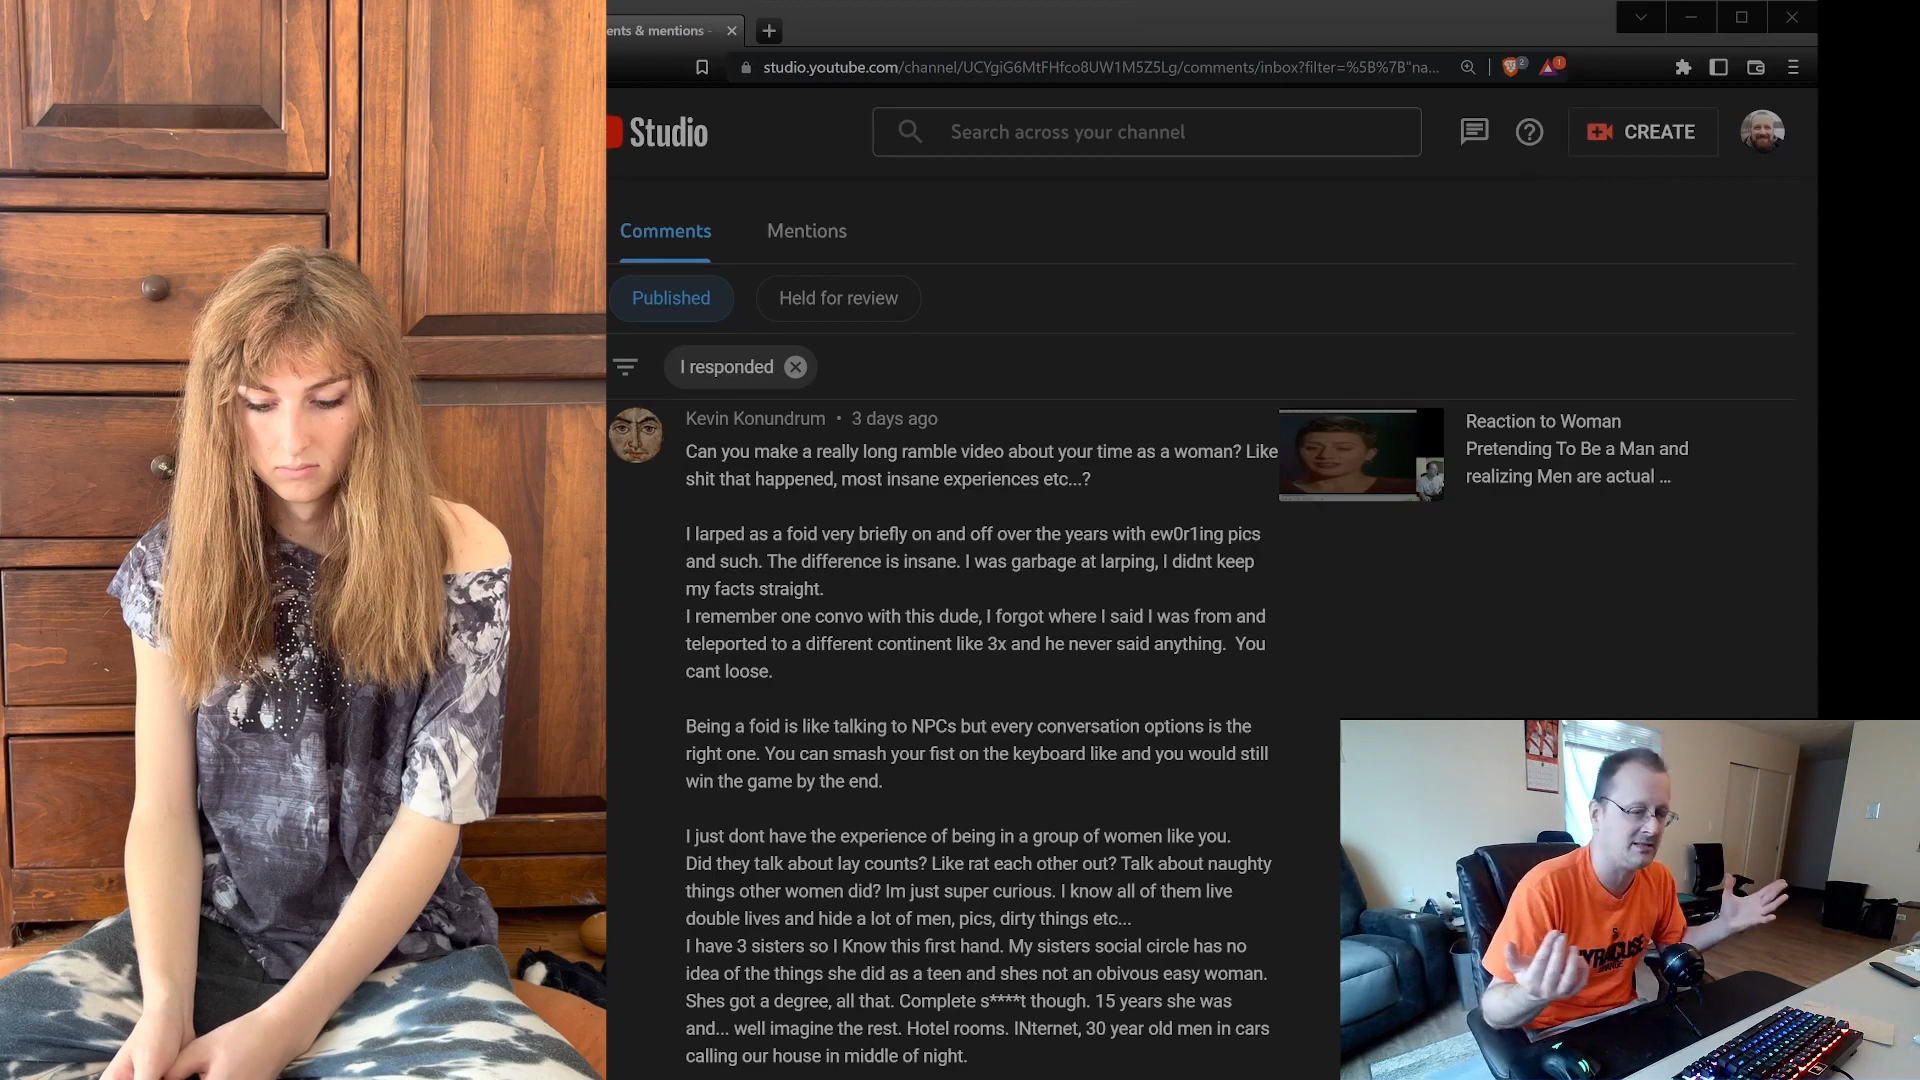 ents & mentions -
studio.youtube.com/channel/UCYgiG6MtFHfco8UW1M5Z5Lg/comments/inbox?filter=%5B%7B"na...
2
1
Studio
Search across your channel
CREATE
Comments
Mentions
Published
Held for review
I responded
Kevin Konundrum • 3 days ago
Can you make a really long ramble video about your time as a woman? Like
shit that happened, most insane experiences etc...?
I larped as a foid very briefly on and off over the years with ew0r1ing pics
and such. The difference is insane. I was garbage at larping, I didnt keep
my facts straight.
I remember one convo with this dude, I forgot where I said I was from and
teleported to a different continent like 3x and he never said anything.  You
cant loose.
Being a foid is like talking to NPCs but every conversation options is the
right one. You can smash your fist on the keyboard like and you would still
win the game by the end.
I just dont have the experience of being in a group of women like you.
Did they talk about lay counts? Like rat each other out? Talk about naughty
things other women did? Im just super curious. I know all of them live
double lives and hide a lot of men, pics, dirty things etc...
I have 3 sisters so I Know this first hand. My sisters social circle has no
idea of the things she did as a teen and shes not an obivous easy woman.
Shes got a degree, all that. Complete s****t though. 15 years she was
and... well imagine the rest. Hotel rooms. INternet, 30 year old men in cars
calling our house in middle of night.
Reaction to Woman
Pretending To Be a Man and
realizing Men are actual ...
SYRACUSE
ORANGE